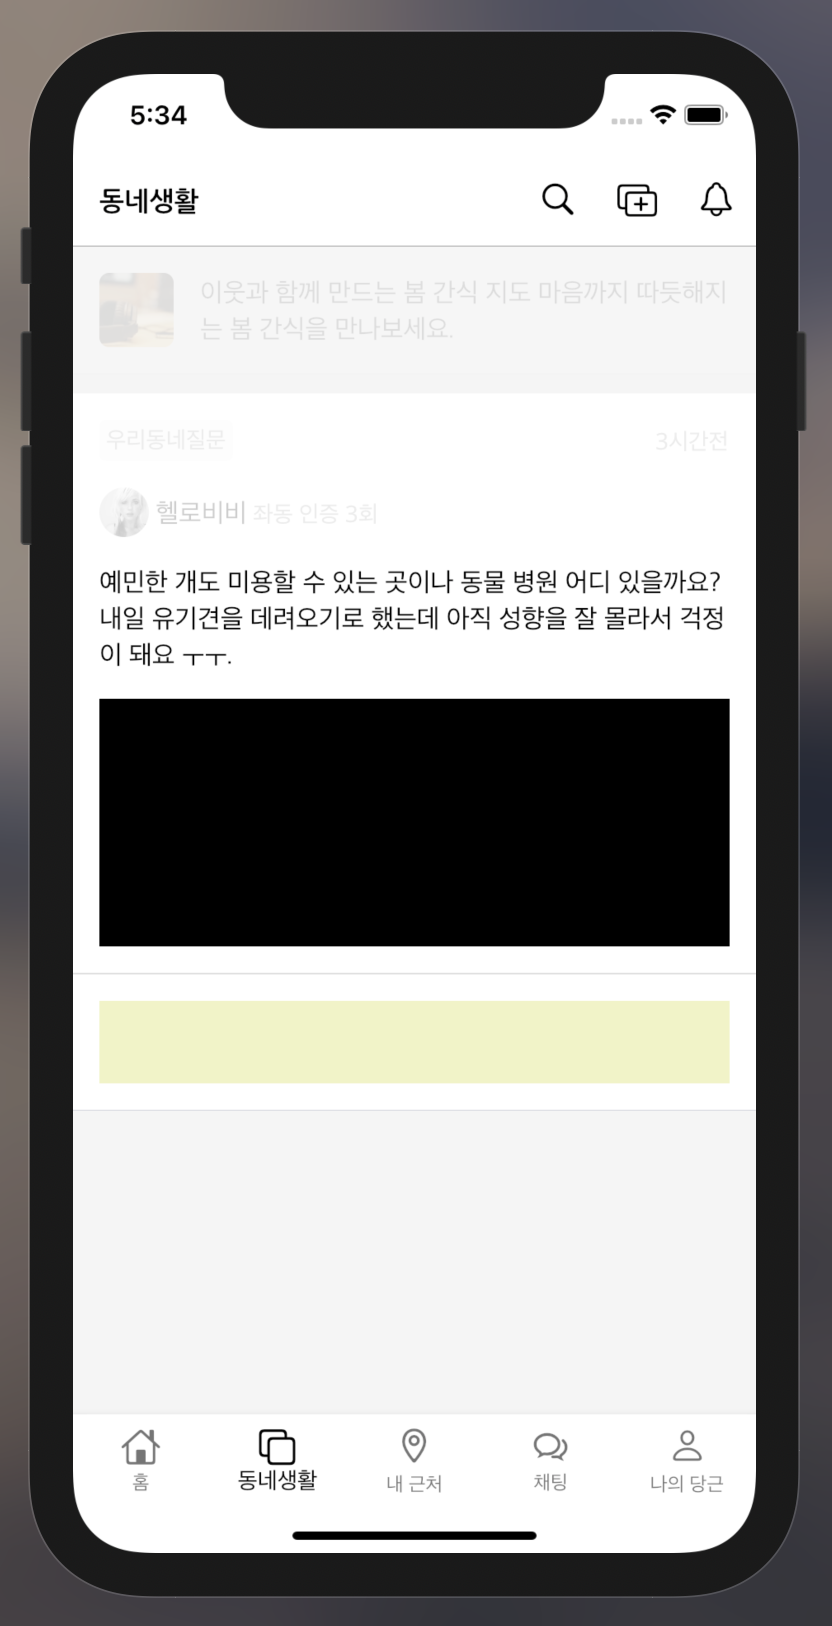 5:34
동네생활
이웃과 함께 만드는 봄 간식 지도 마음까지 따듯해지
는 봄 간식을 만나보세요.
우리동네질문
3시간전
헬로비비 좌동 인증 3회
예민한 개도 미용할 수 있는 곳이나 동물 병원 어디 있을까요?
내일 유기견을 데려오기로 했는데 아직 성향을 잘 몰라서 걱정
이 돼요 ㅜㅜ.
홈
동네생활
내 근처
채팅
나의 당근